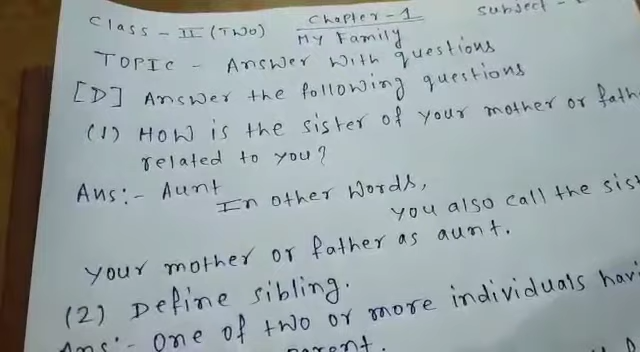 Class - II (Two) Chapter - 1 Subject -
My Family
TOPIC - Answer With questions
[D] Answer the following questions
(1) How is the sister of your mother or
related to you?
Ans:- Aunt
In other words,
you also call the
your mother or father as aunt.
(2) Define sibling.
Ans:- One of two or more individuals
parent.